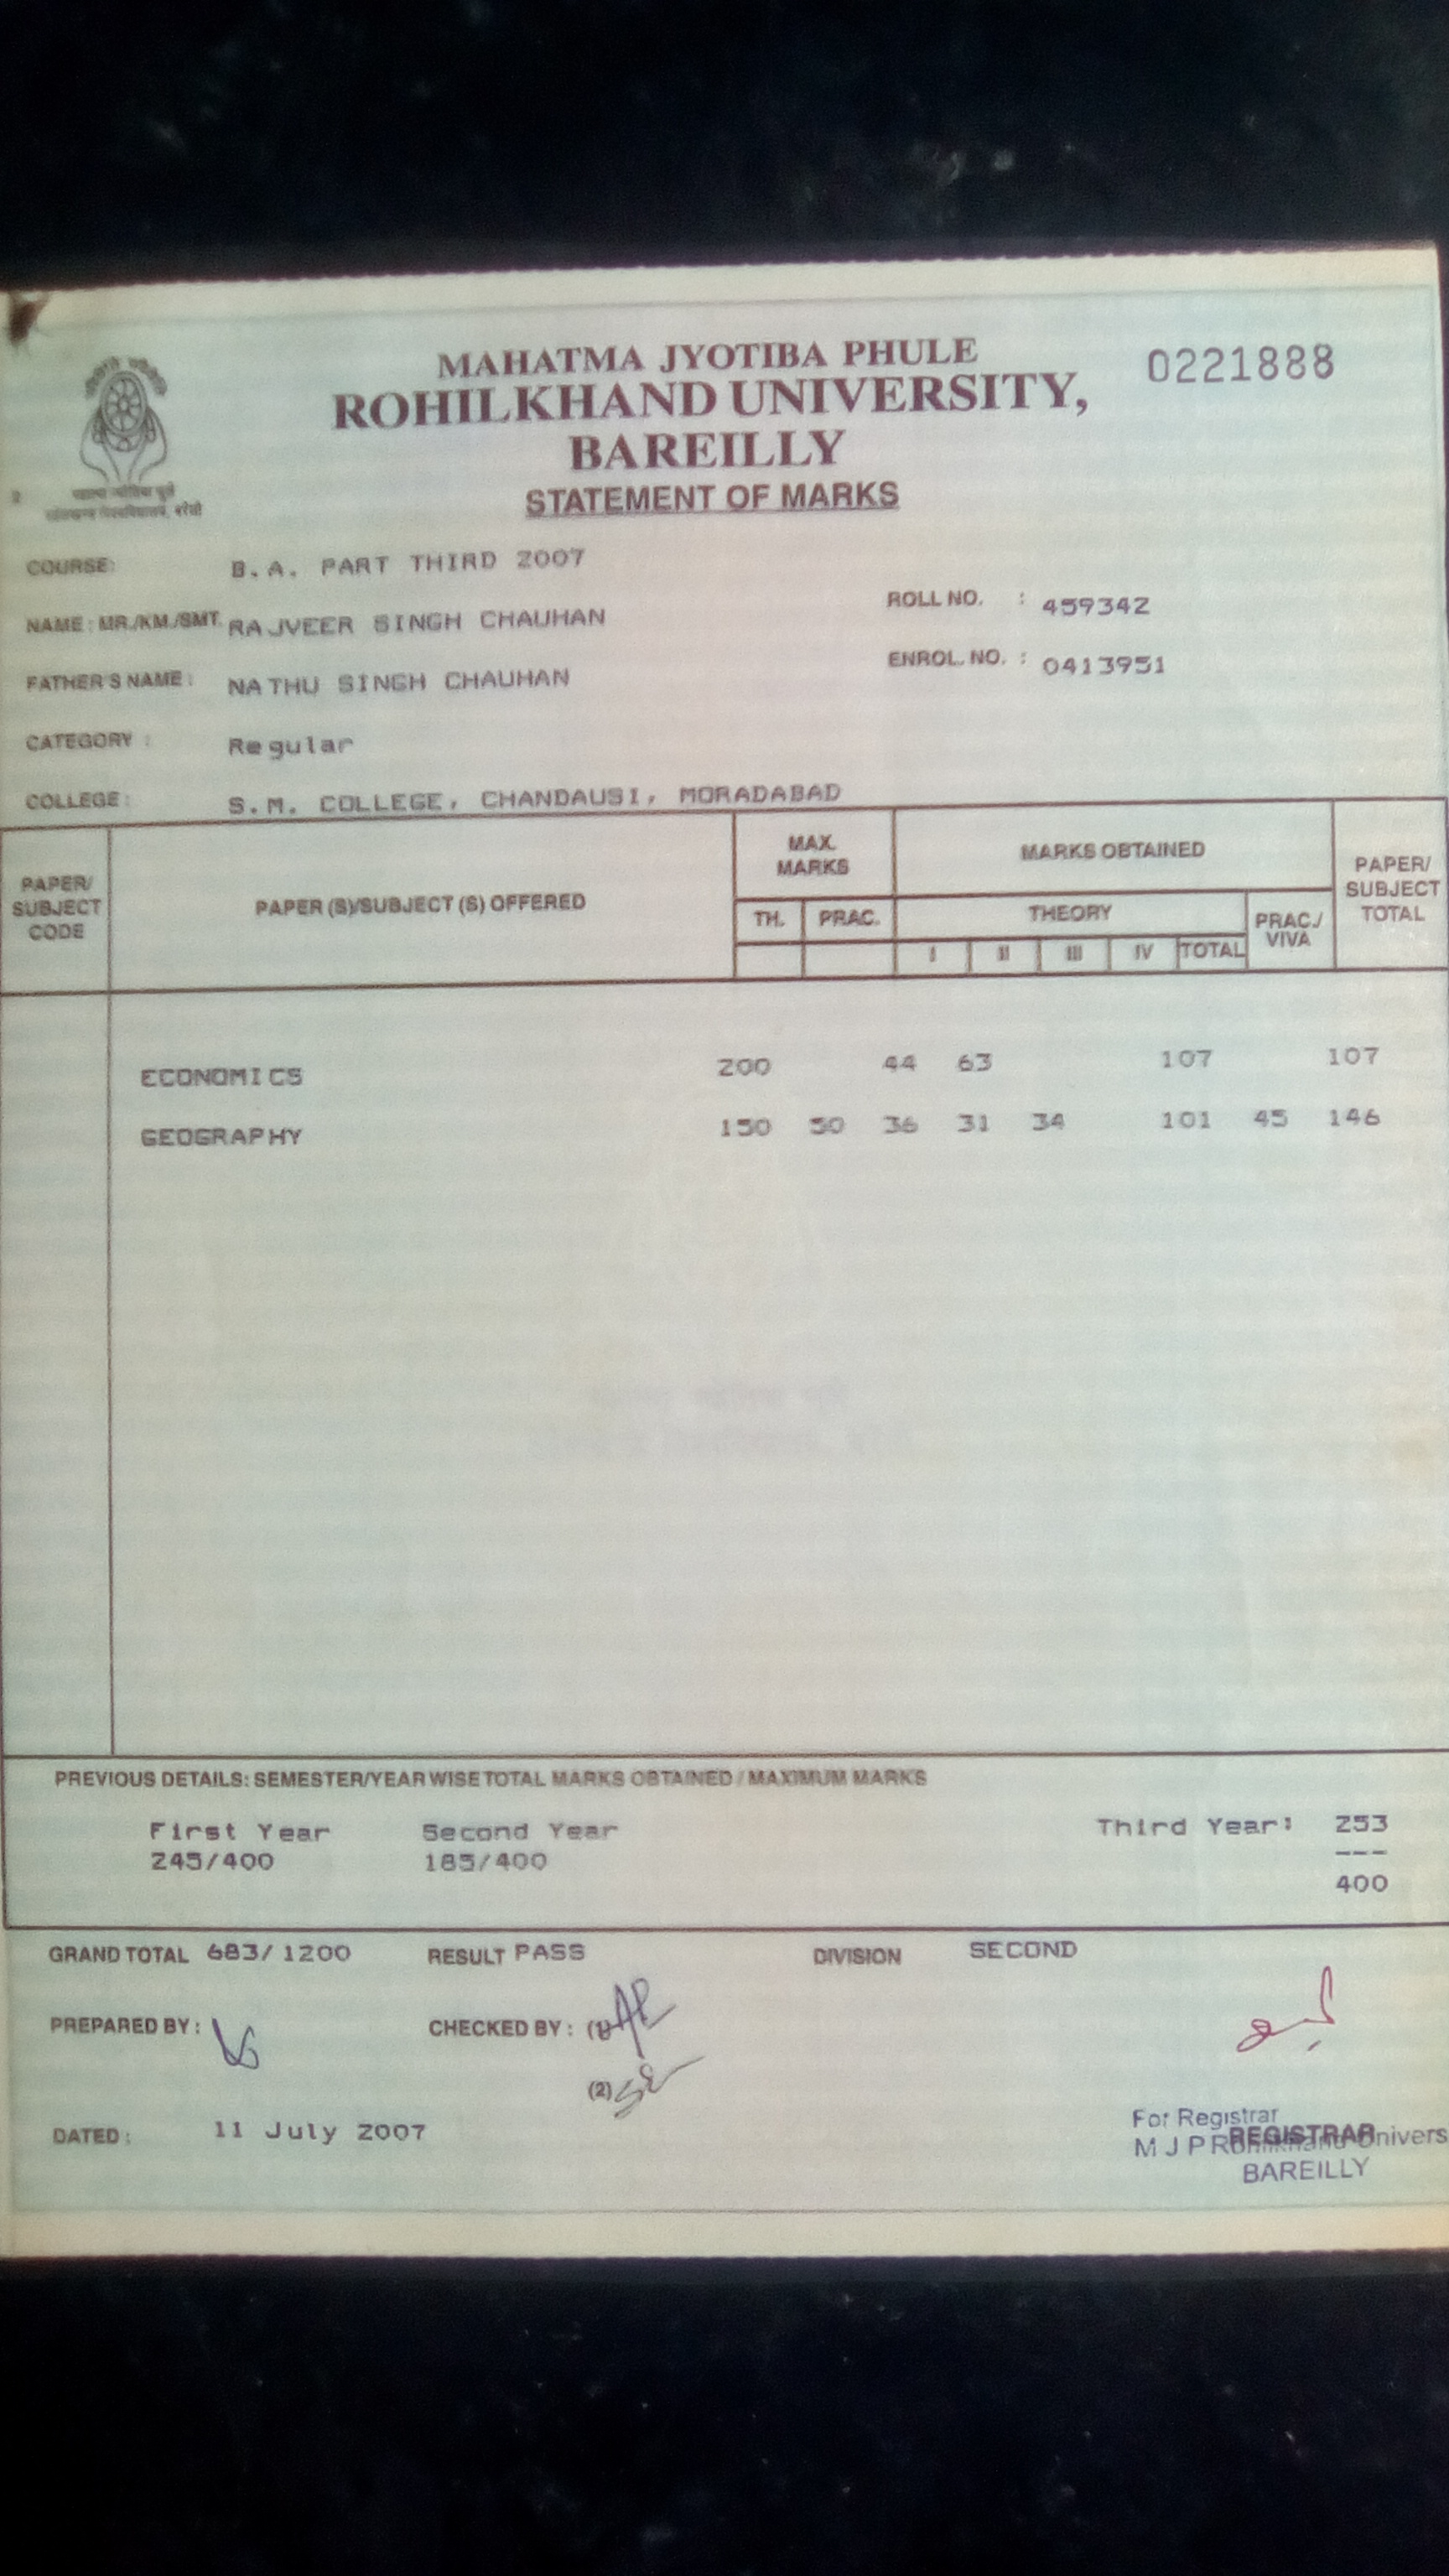 MAHATMA JYOTIBA PHULE
0221888
ROHILKHAND UNIVERSITY,
BAREILLY
STATEMENT OF MARKS
COURSE: B.A. PART THIRD 2007
NAME: MR./KM./SMT. RAJVEER SINGH CHAUHAN ROLL NO. : 459342
FATHER'S NAME: NATHU SINGH CHAUHAN ENROL. NO. : 0413951
CATEGORY : Regular
COLLEGE: S.M. COLLEGE, CHANDAUSI, MORADABAD
PAPER/ SUBJECT CODE
PAPER (S)/SUBJECT (S) OFFERED
MAX. MARKS
MARKS OBTAINED
PAPER/ SUBJECT TOTAL
TH. PRAC. THEORY PRAC./ VIVA
I II III IV TOTAL
ECONOMICS 200 44 63 107 107
GEOGRAPHY 150 50 36 31 34 101 45 146
PREVIOUS DETAILS: SEMESTER/YEAR WISE TOTAL MARKS OBTAINED / MAXIMUM MARKS
First Year Second Year Third Year: 253
245/400 185/400 ---
400
GRAND TOTAL 683/1200 RESULT PASS DIVISION SECOND
PREPARED BY: CHECKED BY: (1)
(2)
DATED: 11 July 2007
For Registrar
REGISTRAR
M J P Rohilkhand Univers
BAREILLY